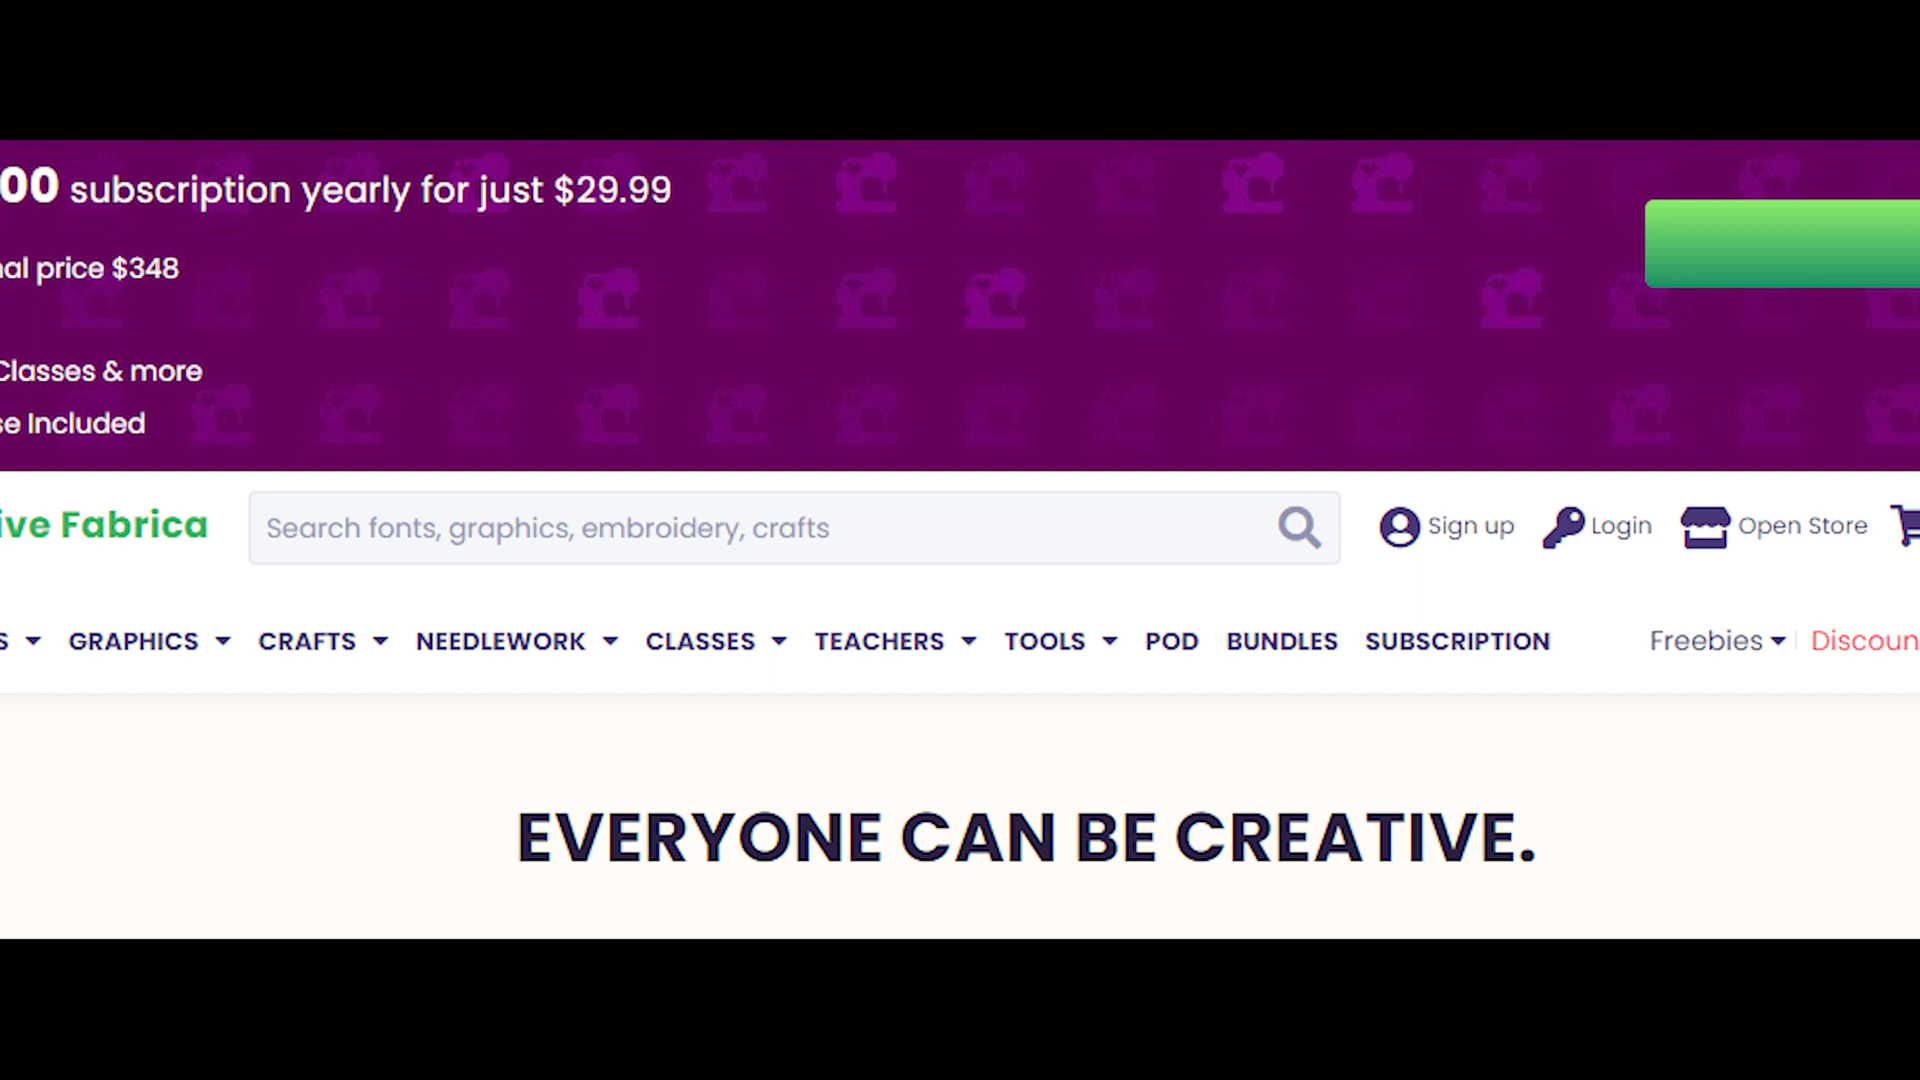 00 subscription yearly for just $29.99
nal price $348
Classes & more
se Included
ive Fabrica
Search fonts, graphics, embroidery, crafts
Sign up
Login
Open Store
S GRAPHICS CRAFTS NEEDLEWORK CLASSES TEACHERS TOOLS POD BUNDLES SUBSCRIPTION Freebies Discoun
EVERYONE CAN BE CREATIVE.